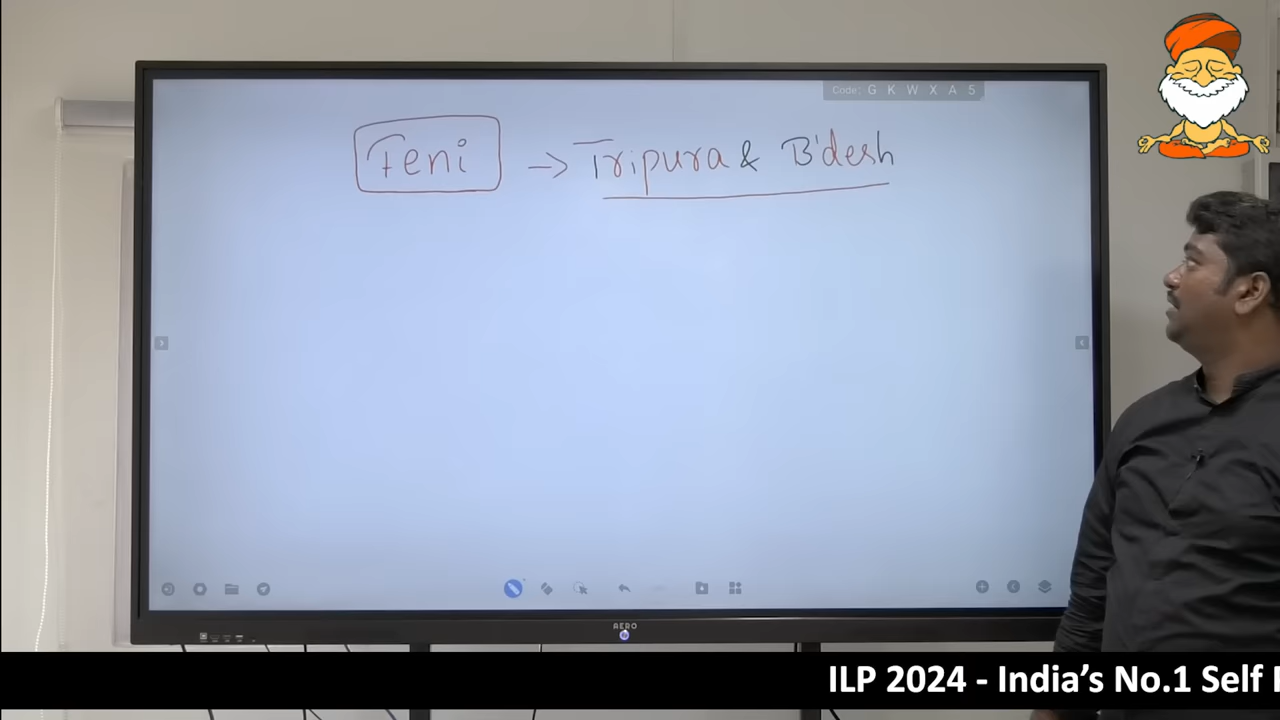 Code: G K W X A 5
Feni → Tripura & B'desh
AERO
ILP 2024 - India's No.1 Self